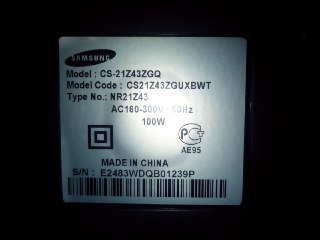 SAMSUNG
Model : CS-21Z43ZGQ
Model Code : CS21Z43ZGUXBWT
Type No.: NR21Z43
AC160-300V~ 50Hz
100W
PCT
AE95
MADE IN CHINA
S/N : E2483WDQB01239P